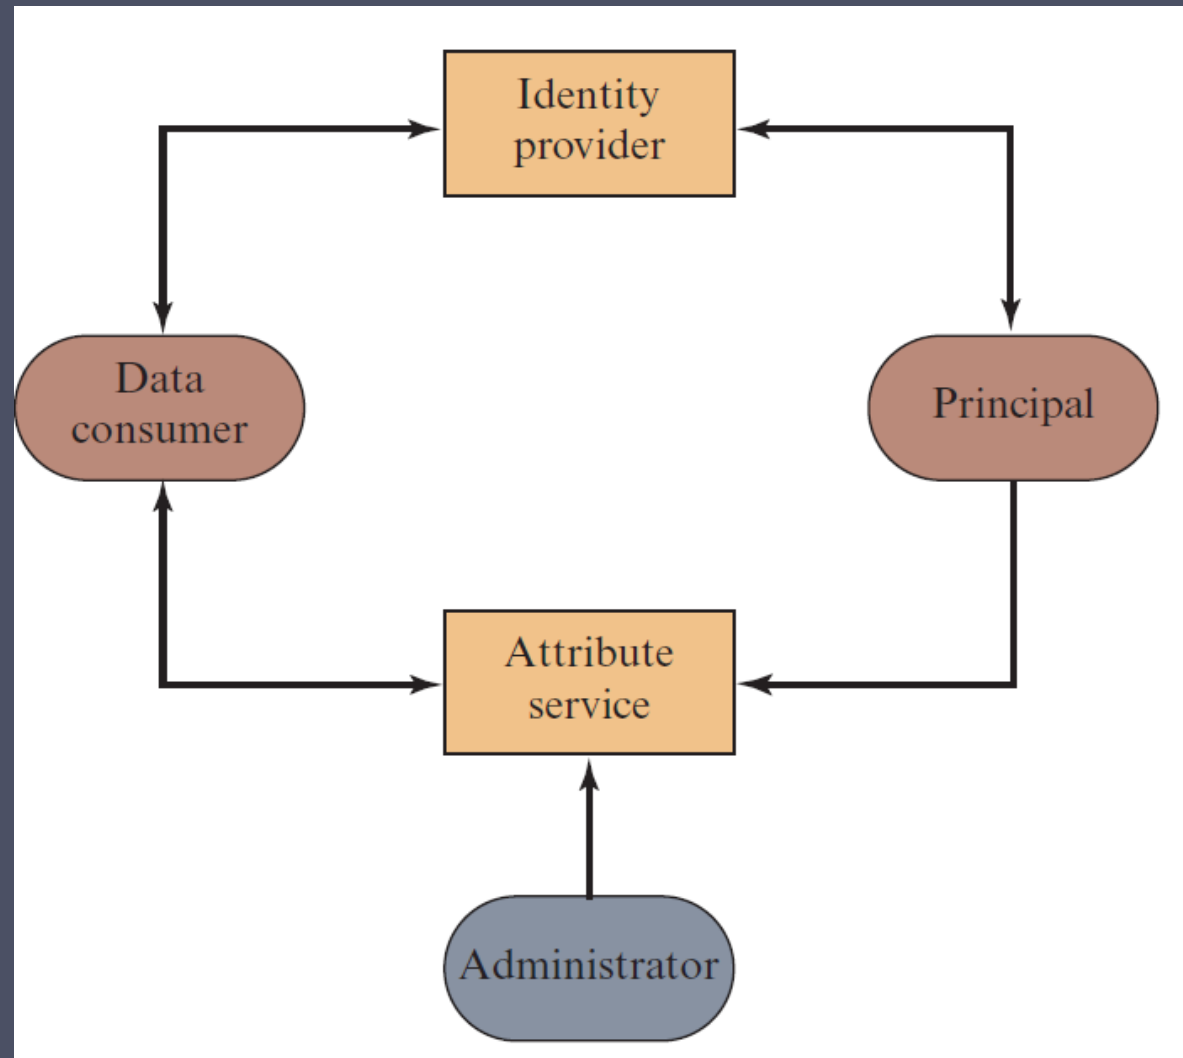 Identity
provider
Data
consumer
Principal
Attribute
service
Administrator